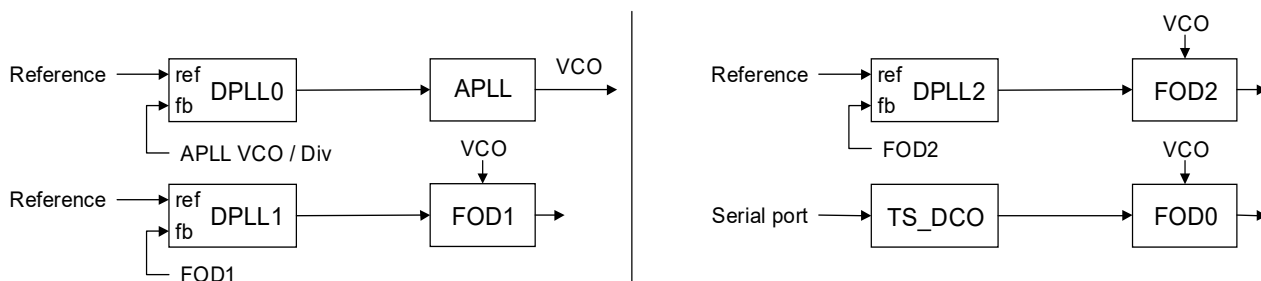 VCO
Reference
ref
DPLL0
fb
APLL
APLL VCO / Div
VCO
Reference
ref
DPLL1
fb
FOD1
FOD1
VCO
Reference
ref
DPLL2
fb
FOD2
FOD2
VCO
Serial port
TS_DCO
FOD0